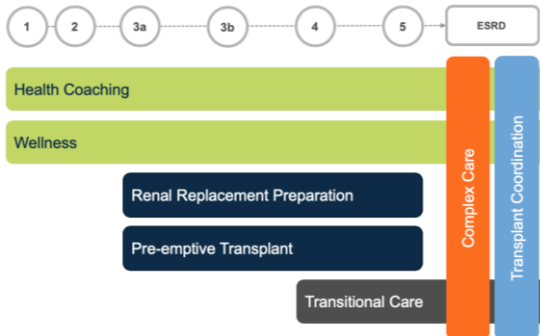 1
2
3a
3b
4
5
ESRD
Health Coaching
Wellness
Renal Replacement Preparation
Pre-emptive Transplant
Transitional Care
Complex Care
Transplant Coordination